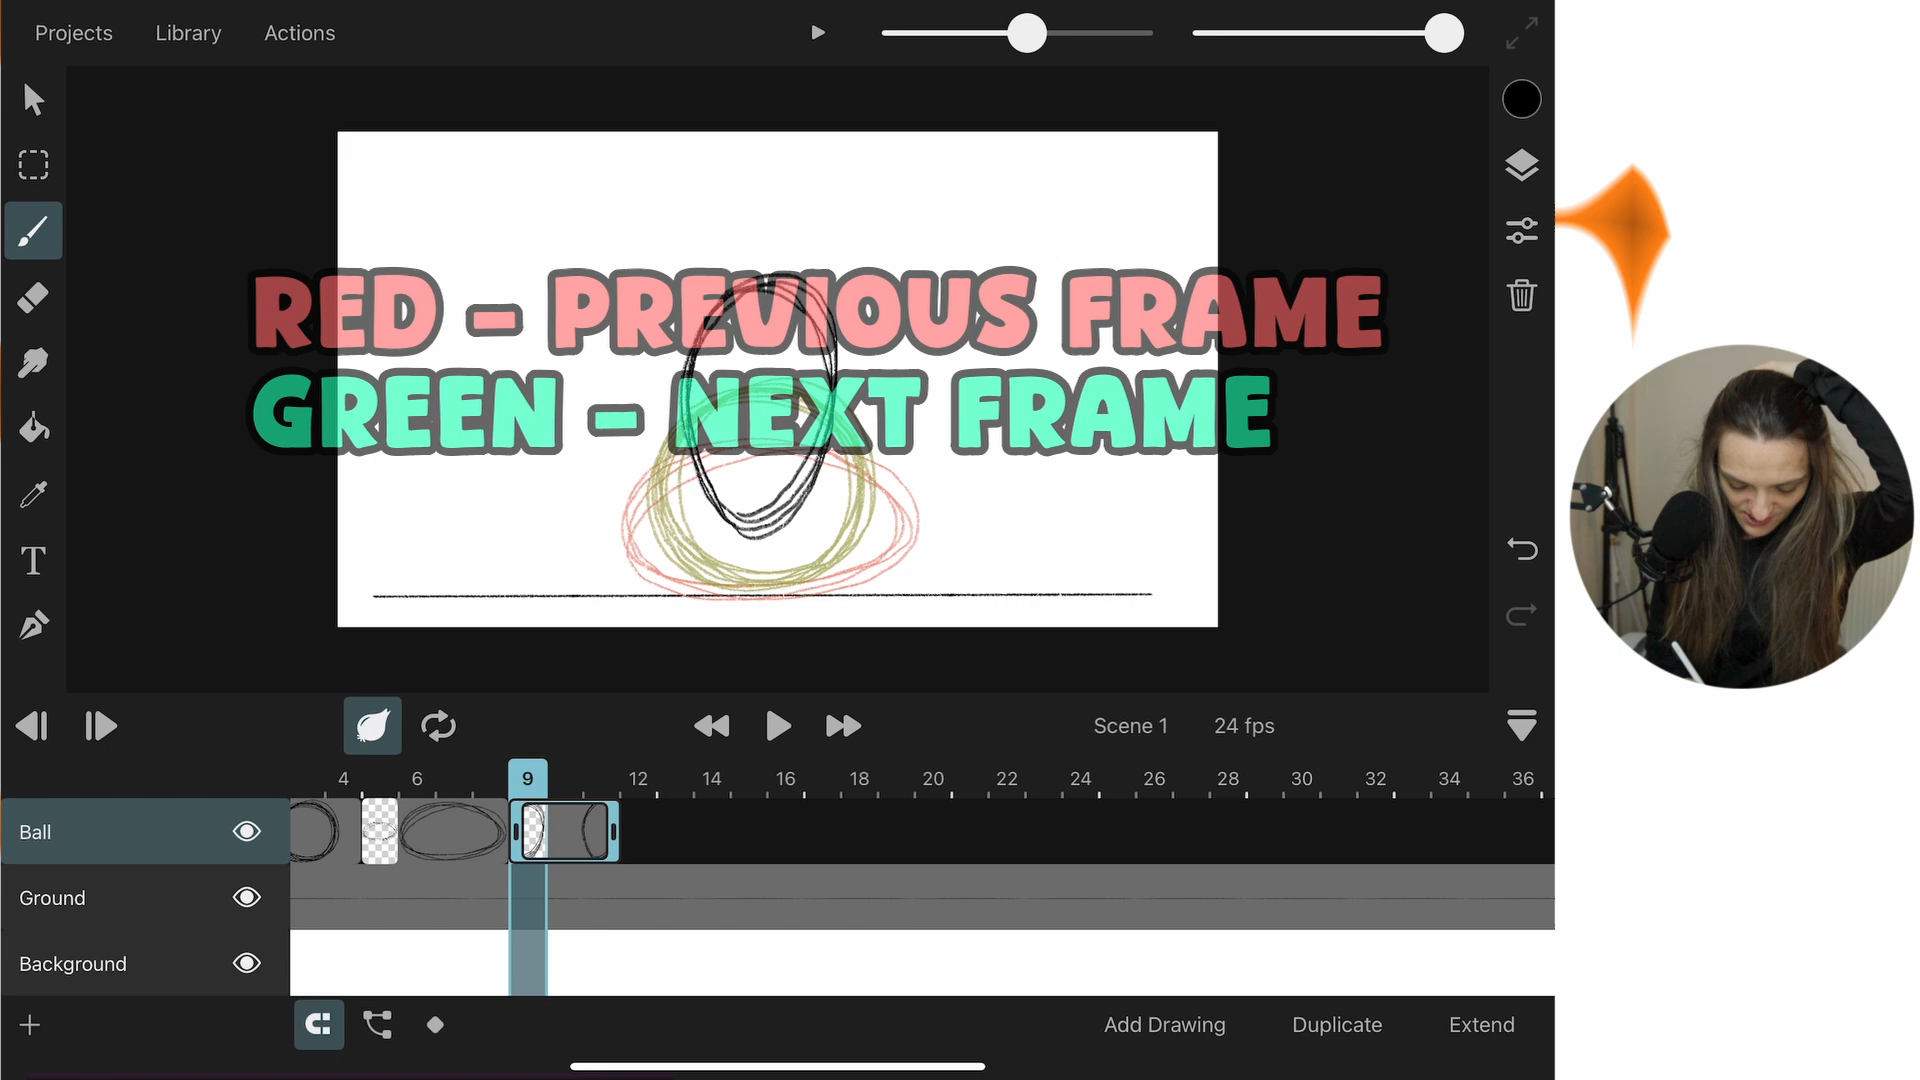 Projects Library Actions
RED - PREVIOUS FRAME
GREEN - NEXT FRAME
T
Scene 1 24 fps
4 6 9 12 14 16 18 20 22 24 26 28 30 32 34 36
Ball
Ground
Background
Add Drawing Duplicate Extend